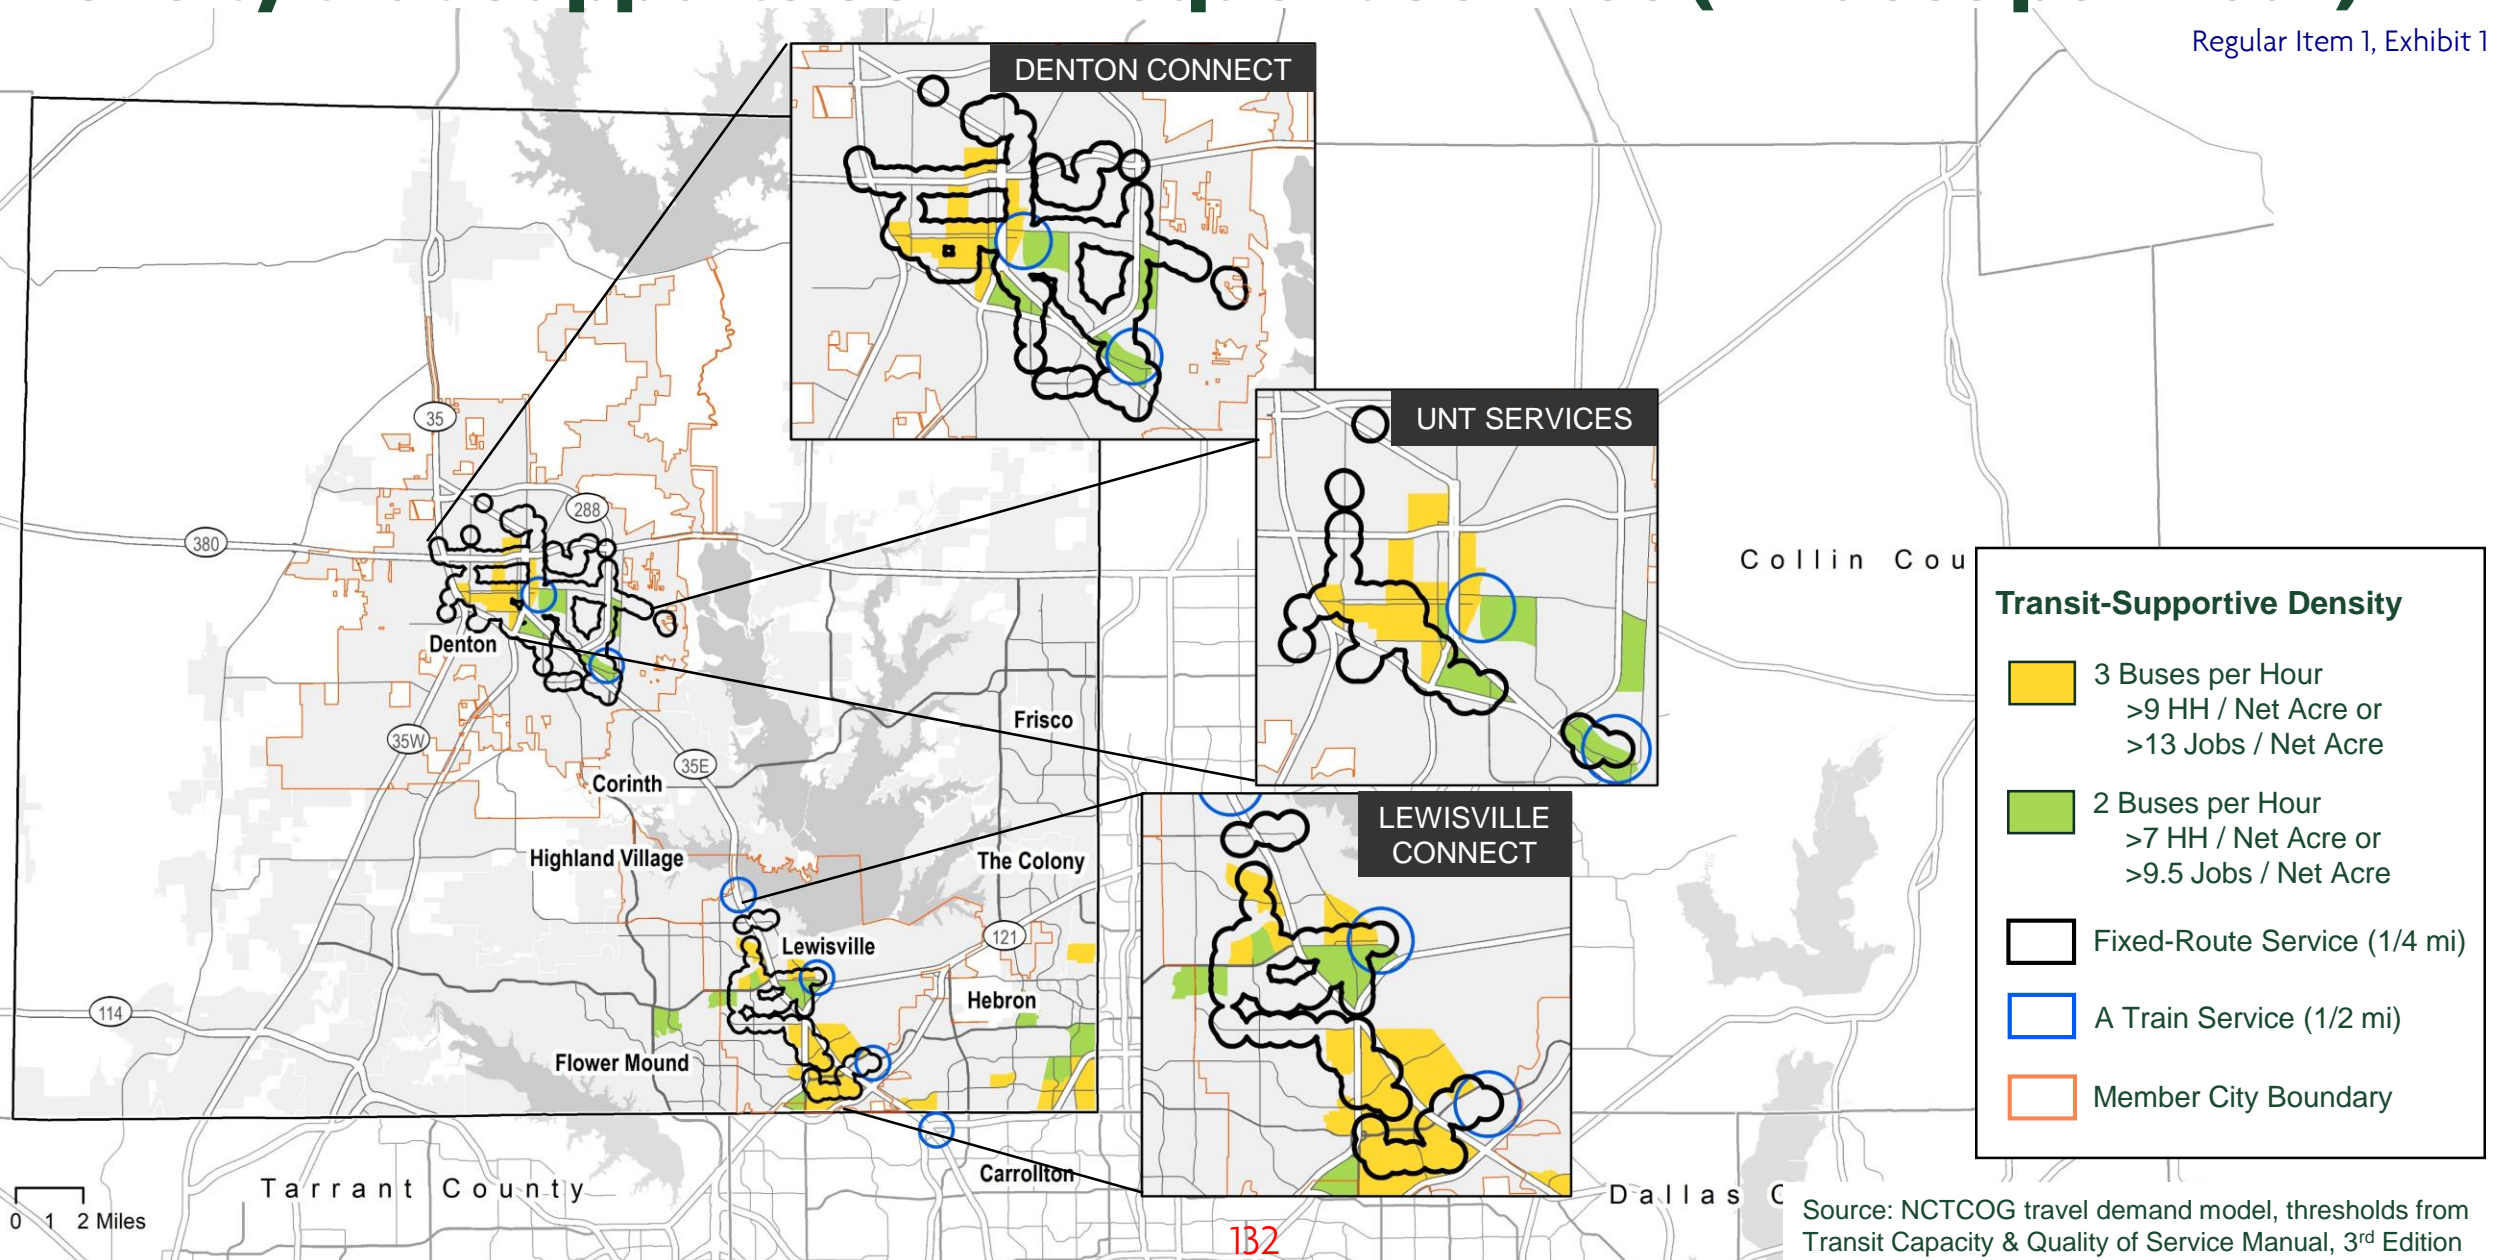 Regular Item 1, Exhibit 1
DENTON CONNECT
UNT SERVICES
LEWISVILLE
CONNECT
35
288
380
Denton
35W
35E
Corinth
Frisco
Highland Village
The Colony
Lewisville
121
Hebron
114
Flower Mound
Carrollton
Collin Cou
Tarrant County
Dallas C
0 1 2 Miles
Transit-Supportive Density
3 Buses per Hour
>9 HH / Net Acre or
>13 Jobs / Net Acre
2 Buses per Hour
>7 HH / Net Acre or
>9.5 Jobs / Net Acre
Fixed-Route Service (1/4 mi)
A Train Service (1/2 mi)
Member City Boundary
Source: NCTCOG travel demand model, thresholds from
Transit Capacity & Quality of Service Manual, 3rd Edition
132